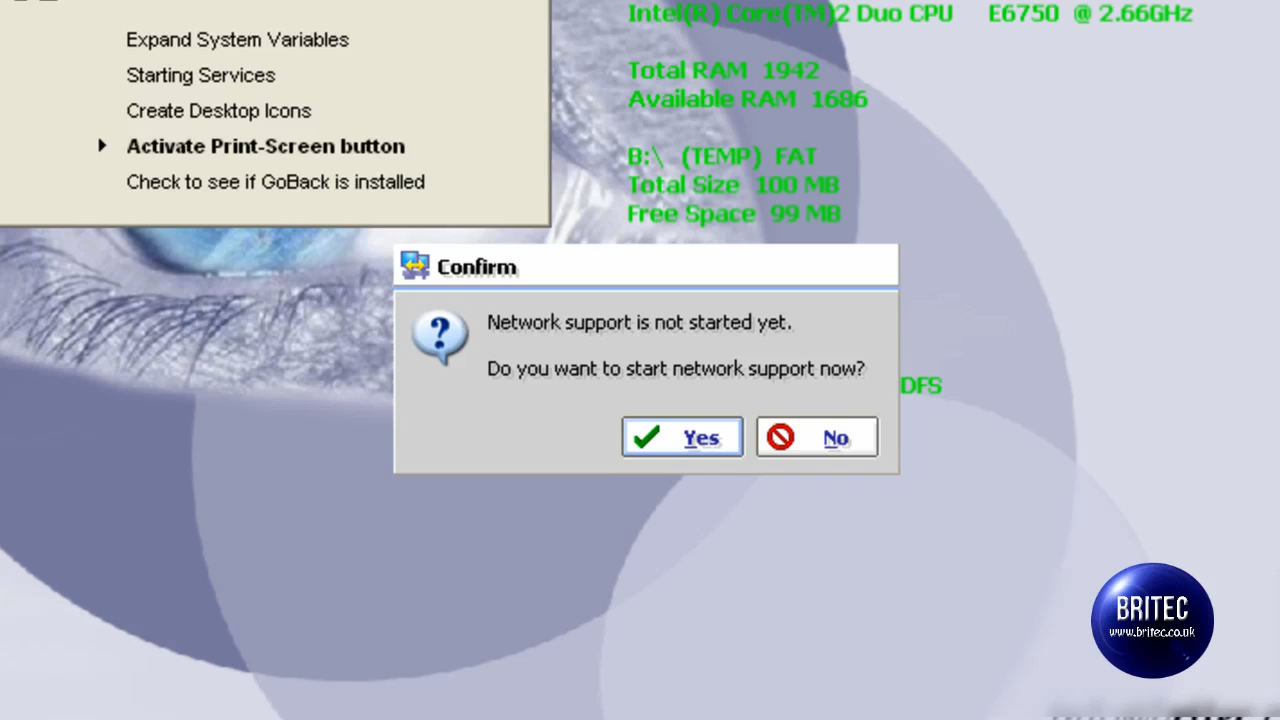 Expand System Variables
Starting Services
Create Desktop Icons
Activate Print-Screen button
Check to see if GoBack is installed
Intel(R) Core(TM)2 Duo CPU E6750 @ 2.66GHz
Total RAM 1942
Available RAM 1686
B:\ (TEMP) FAT
Total Size 100 MB
Free Space 99 MB
Confirm
Network support is not started yet.
Do you want to start network support now?
DFS
Yes
No
BRITEC
www.britec.co.uk